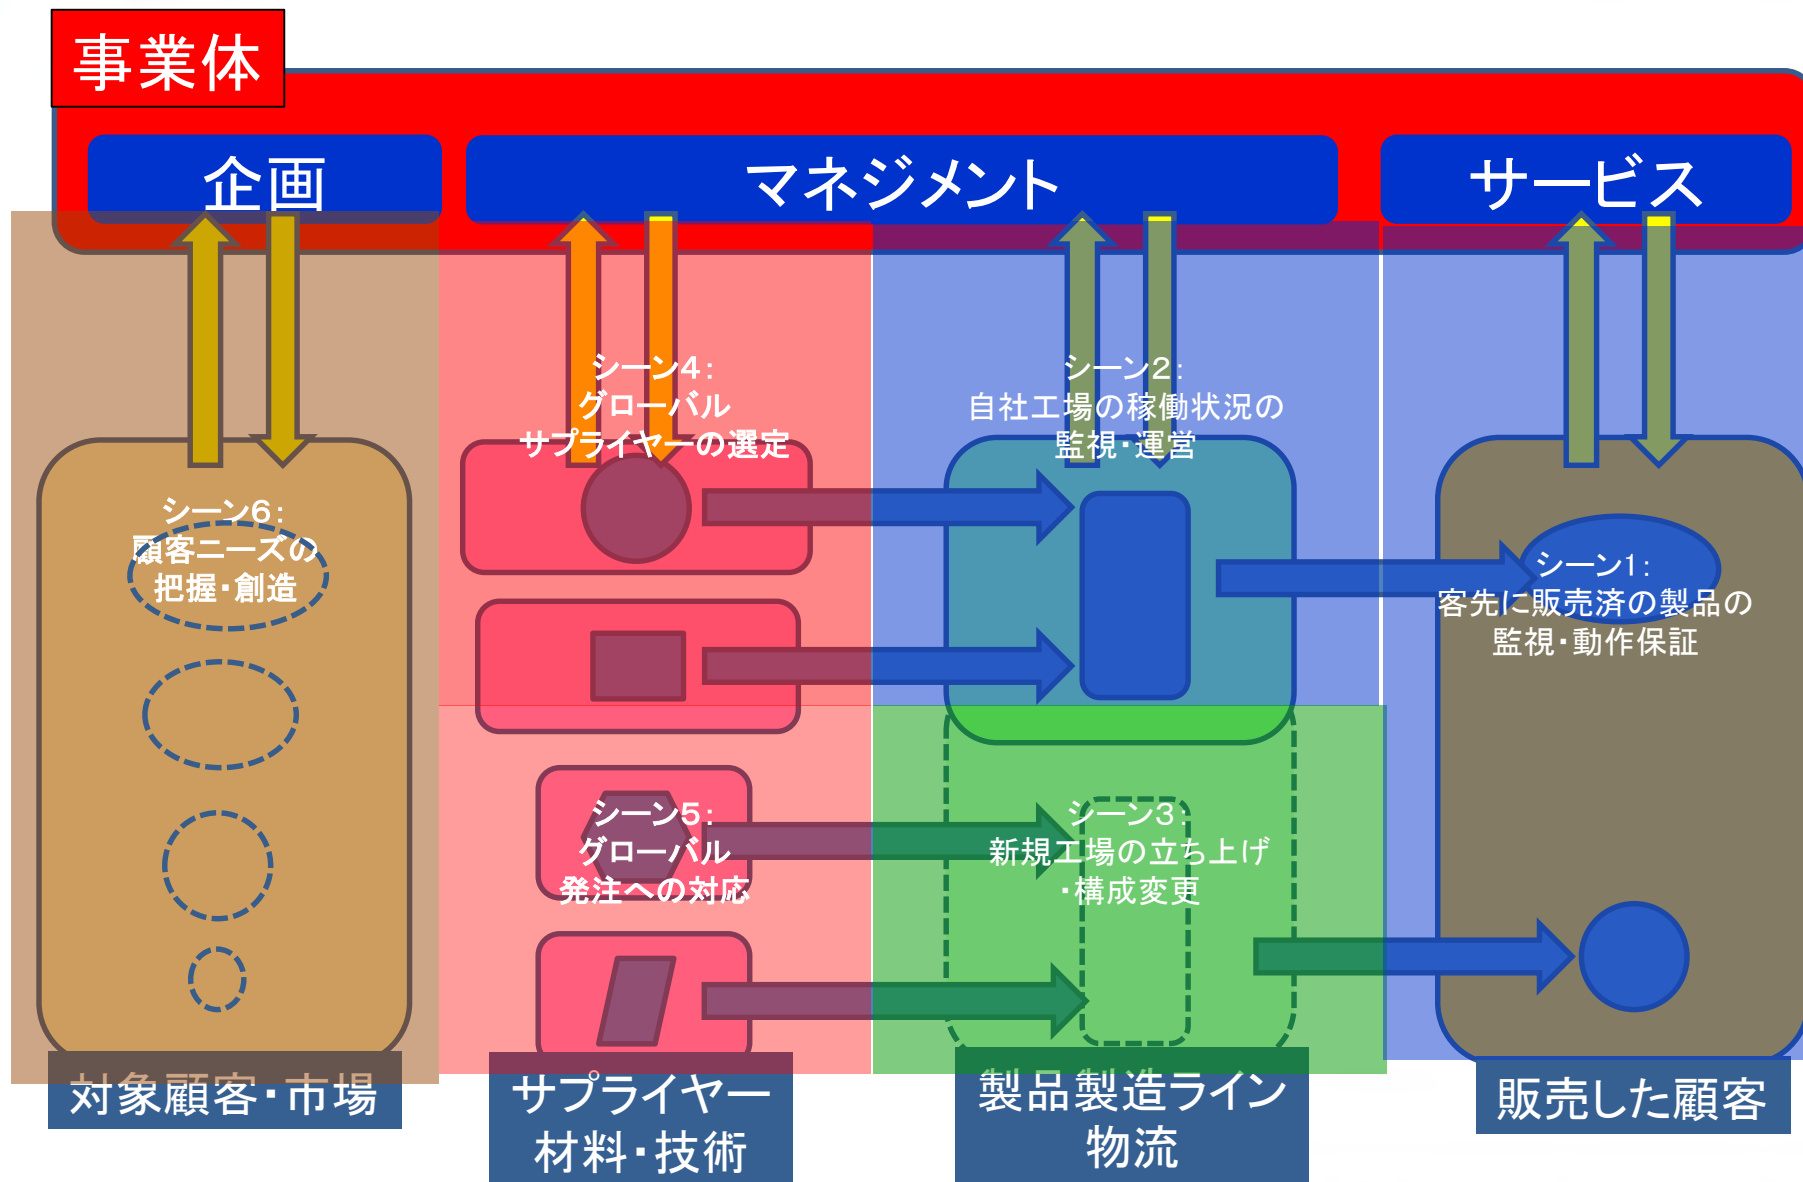 事業体
企画
マネジメント
サービス
シーン4：
グローバル
サプライヤーの選定
シーン2：
自社工場の稼働状況の
監視・運営
シーン6：
顧客ニーズの
把握・創造
シーン1：
客先に販売済の製品の
監視・動作保証
シーン5：
グローバル
発注への対応
シーン3：
新規工場の立ち上げ
・構成変更
対象顧客・市場
サプライヤー
材料・技術
製品製造ライン
物流
販売した顧客